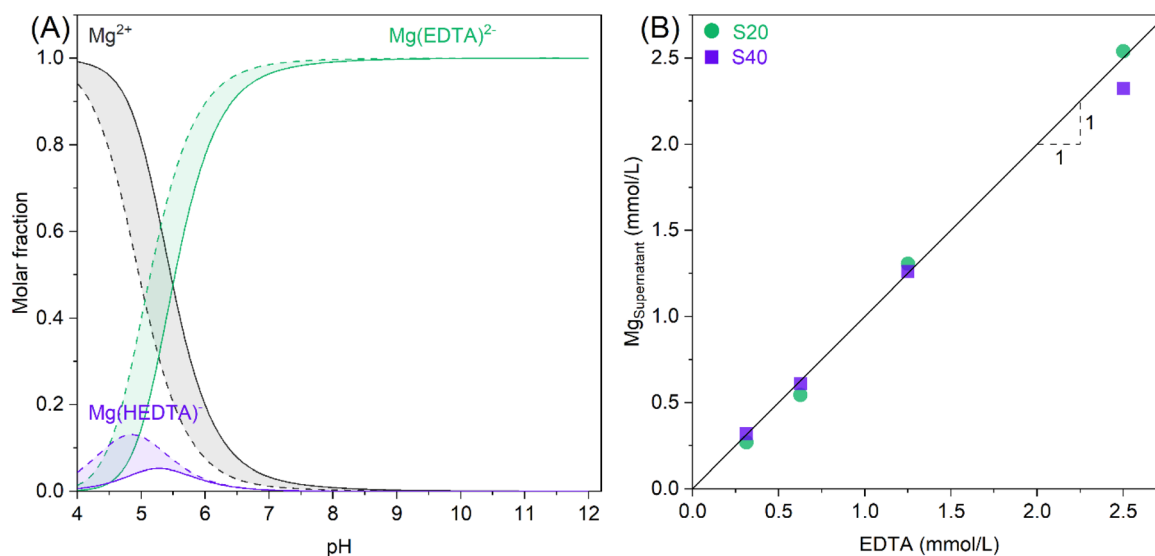 (A)
Mg2+
Mg(EDTA)2-
Mg(HEDTA)-
1.0
0.8
0.6
0.4
0.2
0.0
Molar fraction
4 5 6 7 8 9 10 11 12
pH
(B)
S20
S40
2.5
2.0
1.5
1.0
0.5
0.0
MgSupernatant (mmol/L)
1
1
0.0 0.5 1.0 1.5 2.0 2.5
EDTA (mmol/L)